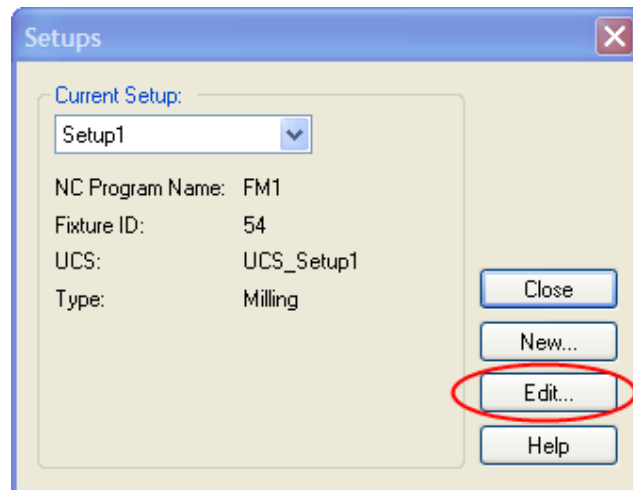 Setups
Current Setup:
Setup1
NC Program Name: FM1
Fixture ID: 54
UCS: UCS_Setup1
Type: Milling
Close
New...
Edit...
Help